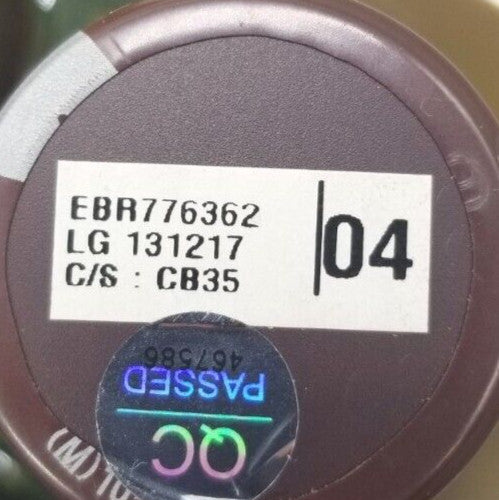 EBR776362
LG 131217
C/S : CB35
04
467586
PASSED
QC